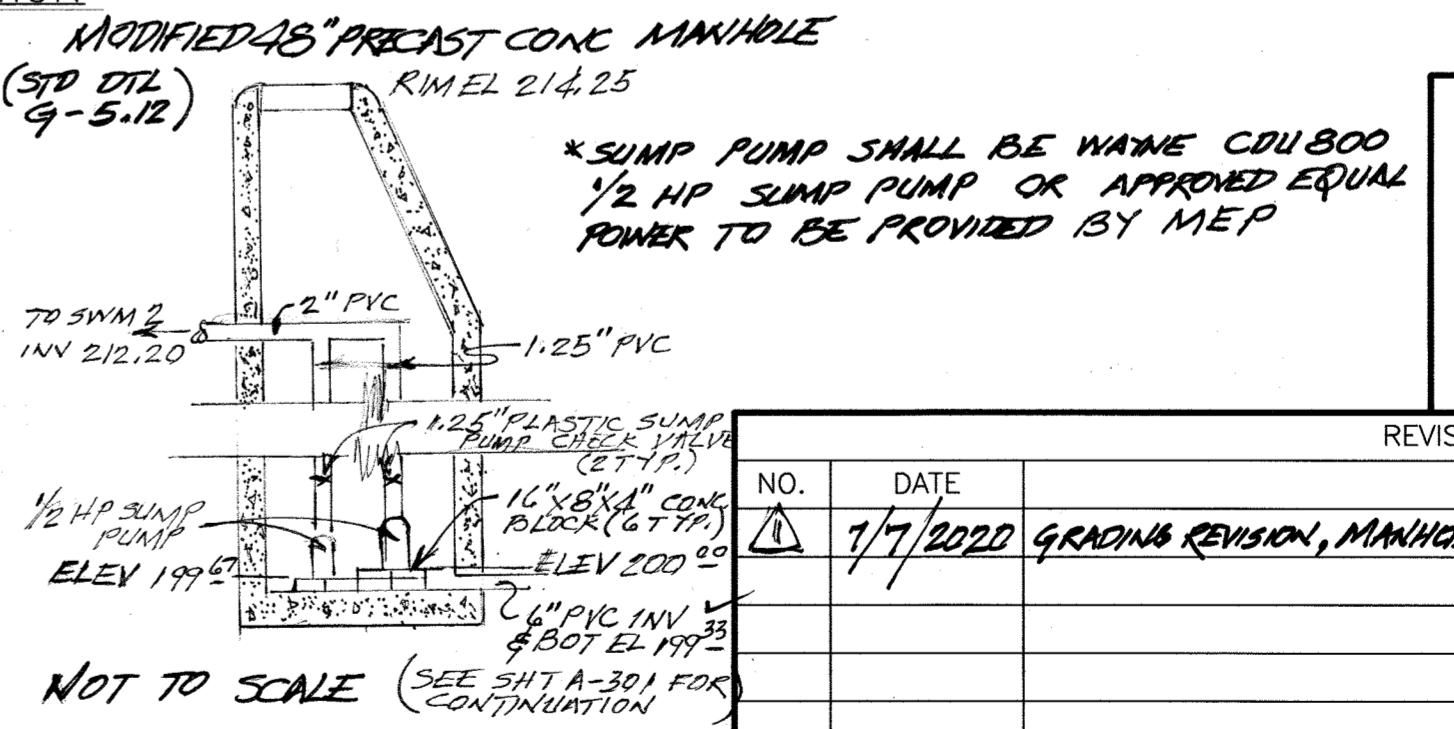 MODIFIED 48" PRECAST CONC MANHOLE
(STD DTL
G-5.12)
RIM EL 214.25
*SUMP PUMP SHALL BE WAYNE CDU800
1/2 HP SUMP PUMP OR APPROVED EQUAL
POWER TO BE PROVIDED BY MEP
TO SWM 2
INV 212.20
2" PVC
1.25" PVC
1.25" PLASTIC SUMP
PUMP CHECK VALVE
(2 TYP.)
1/2 HP SUMP
PUMP
16"X8"X4" CONC
BLOCK (6 TYP.)
ELEV 199.67
ELEV 200.00
6" PVC INV
& BOT EL 199.33
NOT TO SCALE
(SEE SHT A-301 FOR
CONTINUATION)
REVIS
NO. DATE
1 7/7/2020 GRADING REVISION, MANHO